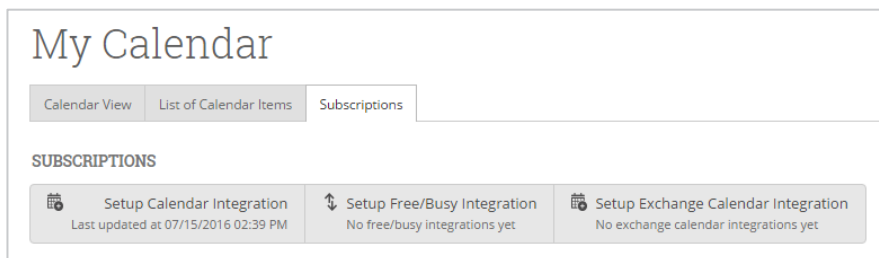 My Calendar
Calendar View List of Calendar Items Subscriptions
SUBSCRIPTIONS
Setup Calendar Integration Setup Free/Busy Integration Setup Exchange Calendar Integration
Last updated at 07/15/2016 02:39 PM No free/busy integrations yet No exchange calendar integrations yet